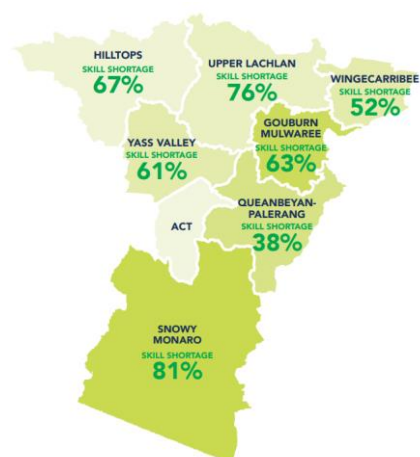 HILLTOPS
SKILL SHORTAGE
67%
UPPER LACHLAN
SKILL SHORTAGE
76%
WINGECARRIBEE
SKILL SHORTAGE
52%
GOUBURN
MULWAREE
SKILL SHORTAGE
63%
YASS VALLEY
SKILL SHORTAGE
61%
QUEANBEYAN-
PALERANG
SKILL SHORTAGE
38%
ACT
SNOWY
MONARO
SKILL SHORTAGE
81%